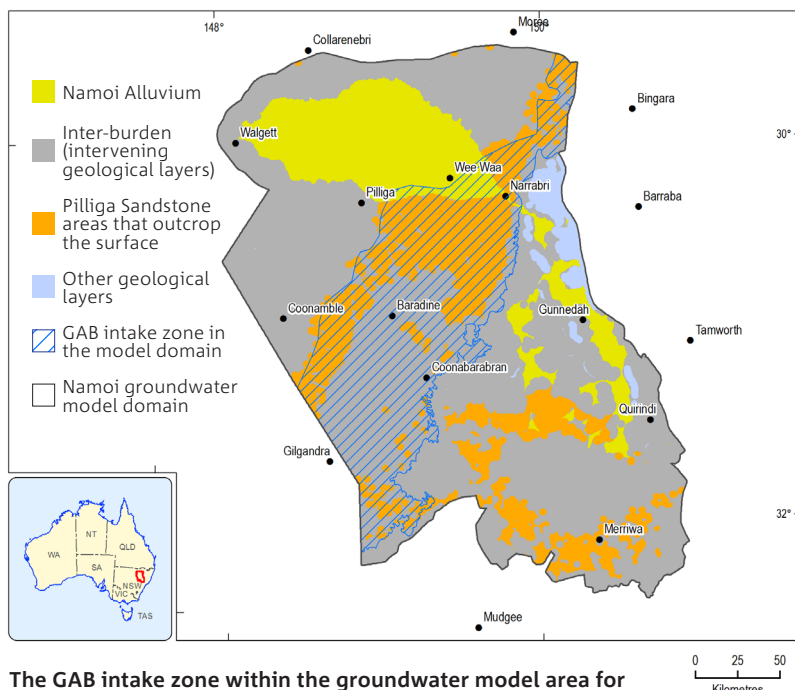 148°
150°
Moree
Collarenebri
Namoi Alluvium
Bingara
Inter-burden
(intervening
geological layers)
Walgett
30°
Wee Waa
Pilliga
Narrabri
Barraba
Pilliga Sandstone
areas that outcrop
the surface
Other geological
layers
Coonamble
Baradine
Gunnedah
Tamworth
GAB intake zone in
the model domain
Coonabarabran
Namoi groundwater
model domain
Quirindi
Gilgandra
32°
Merriwa
NT
QLD
WA
SA
NSW
VIC
TAS
Mudgee
0 25 50
Kilometres
The GAB intake zone within the groundwater model area for